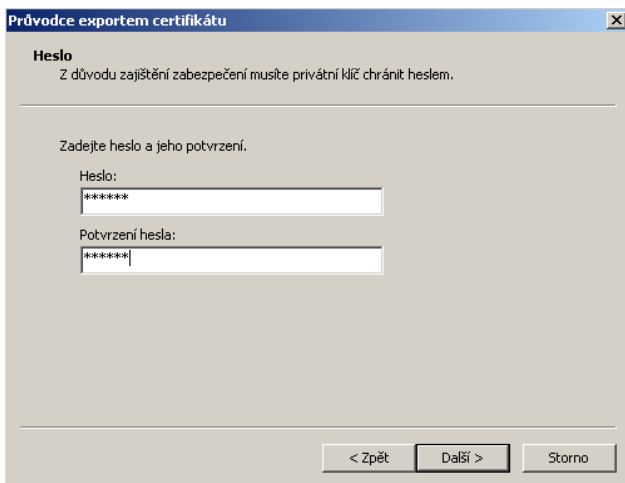 Průvodce exportem certifikátu
Heslo
Z důvodu zajištění zabezpečení musíte privátní klíč chránit heslem.
Zadejte heslo a jeho potvrzení.
Heslo:
******
Potvrzení hesla:
******
< Zpět Další > Storno